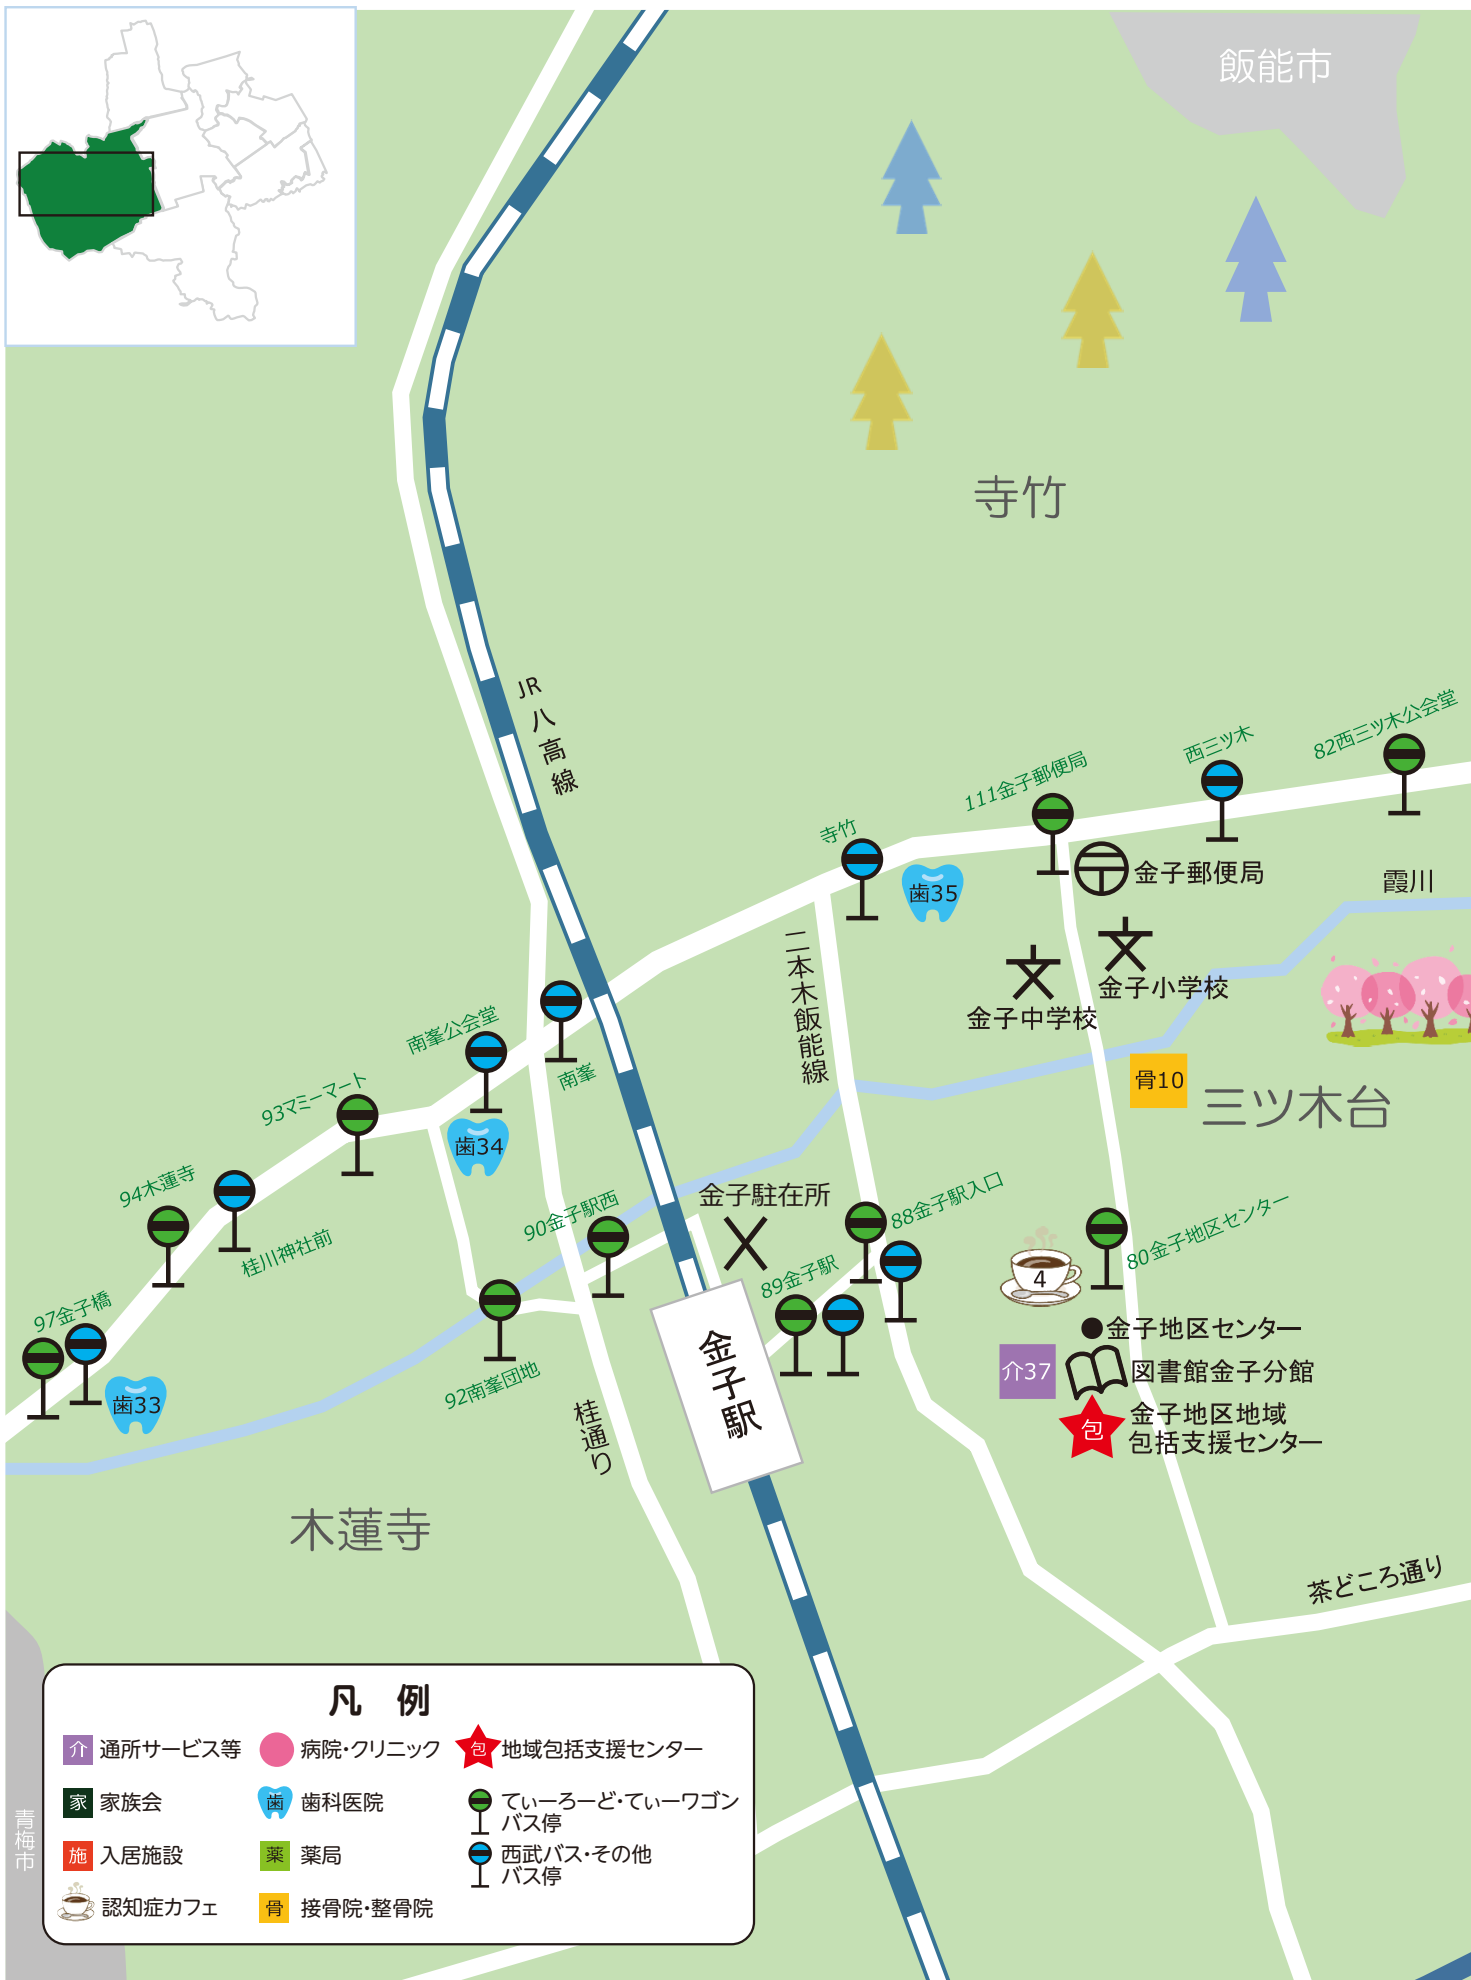 飯能市
寺竹
JR
八高線
82西三ツ木公会堂
西三ツ木
111金子郵便局
寺竹
歯35
金子郵便局
霞川
二本木飯能線
金子小学校
金子中学校
南峯公会堂
南峯
93マミーマート
歯34
骨10
三ツ木台
94木蓮寺
桂川神社前
90金子駅西
金子駐在所
88金子駅入口
89金子駅
80金子地区センター
4
97金子橋
歯33
92南峯団地
金子駅
桂通り
金子地区センター
介37
図書館金子分館
包
金子地区地域
包括支援センター
木蓮寺
茶どころ通り
青梅市
凡 例
介 通所サービス等
病院・クリニック
包 地域包括支援センター
家 家族会
歯 歯科医院
てぃーろーど・てぃーワゴン
バス停
施 入居施設
薬 薬局
西武バス・その他
バス停
認知症カフェ
骨 接骨院・整骨院